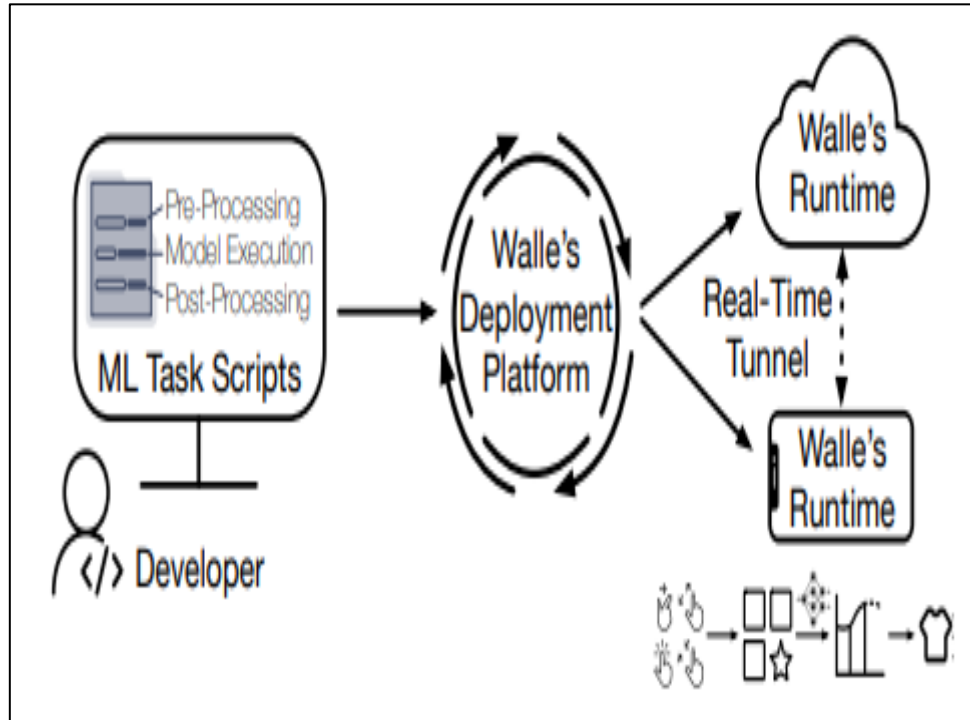 Pre-Processing
Model Execution
Post-Processing
ML Task Scripts
</> Developer
Walle's
Deployment
Platform
Walle's
Runtime
Real-Time
Tunnel
Walle's
Runtime